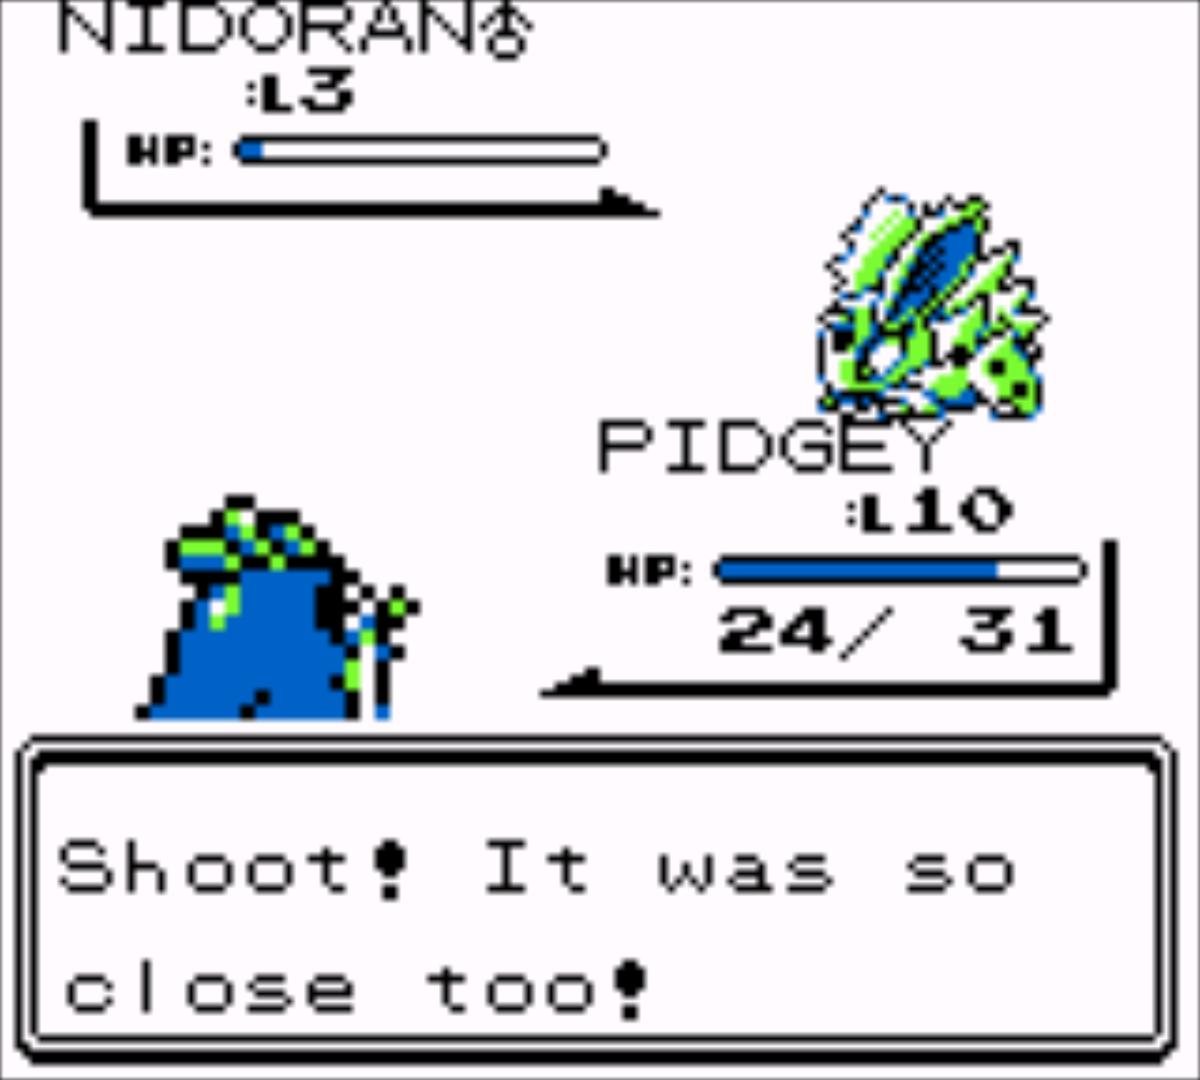 NIDORAN♂
:L3
HP:
PIDGEY
:L10
HP:
24/ 31
Shoot! It was so
close too!